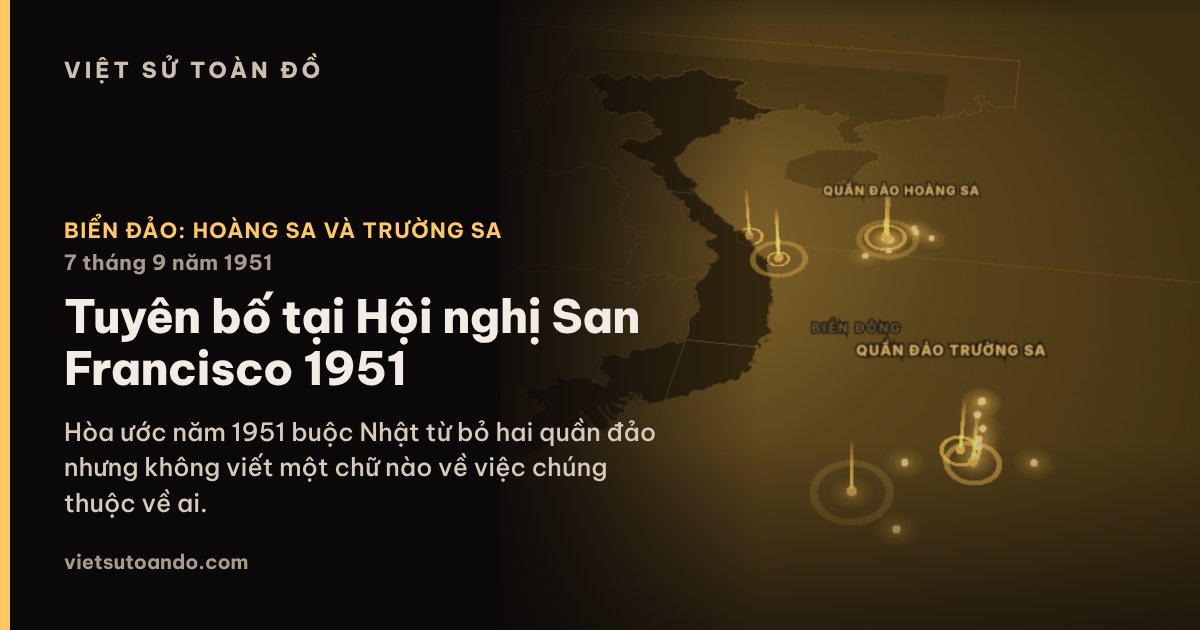 VIỆT SỬ TOÀN ĐỒ
BIỂN ĐẢO: HOÀNG SA VÀ TRƯỜNG SA
7 tháng 9 năm 1951
Tuyên bố tại Hội nghị San
Francisco 1951
Hòa ước năm 1951 buộc Nhật từ bỏ hai quần đảo
nhưng không viết một chữ nào về việc chúng
thuộc về ai.
vietsutoando.com
QUẦN ĐẢO HOÀNG SA
BIỂN ĐÔNG
QUẦN ĐẢO TRƯỜNG SA